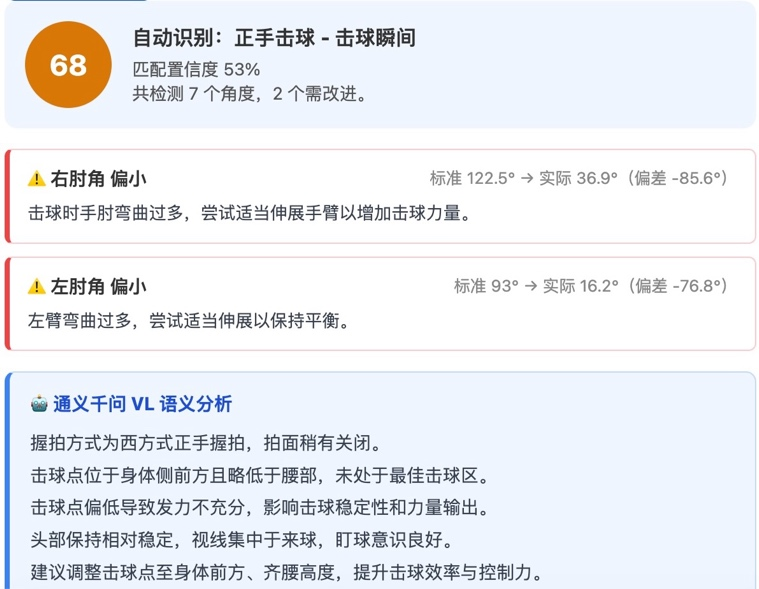 68
自动识别：正手击球 - 击球瞬间
匹配置信度 53%
共检测 7 个角度，2 个需改进。
⚠️ 右肘角 偏小
标准 122.5° → 实际 36.9°（偏差 -85.6°）
击球时手肘弯曲过多，尝试适当伸展手臂以增加击球力量。
⚠️ 左肘角 偏小
标准 93° → 实际 16.2°（偏差 -76.8°）
左臂弯曲过多，尝试适当伸展以保持平衡。
🤖 通义千问 VL 语义分析
握拍方式为西方式正手握拍，拍面稍有关闭。
击球点位于身体侧前方且略低于腰部，未处于最佳击球区。
击球点偏低导致发力不充分，影响击球稳定性和力量输出。
头部保持相对稳定，视线集中于来球，盯球意识良好。
建议调整击球点至身体前方、齐腰高度，提升击球效率与控制力。